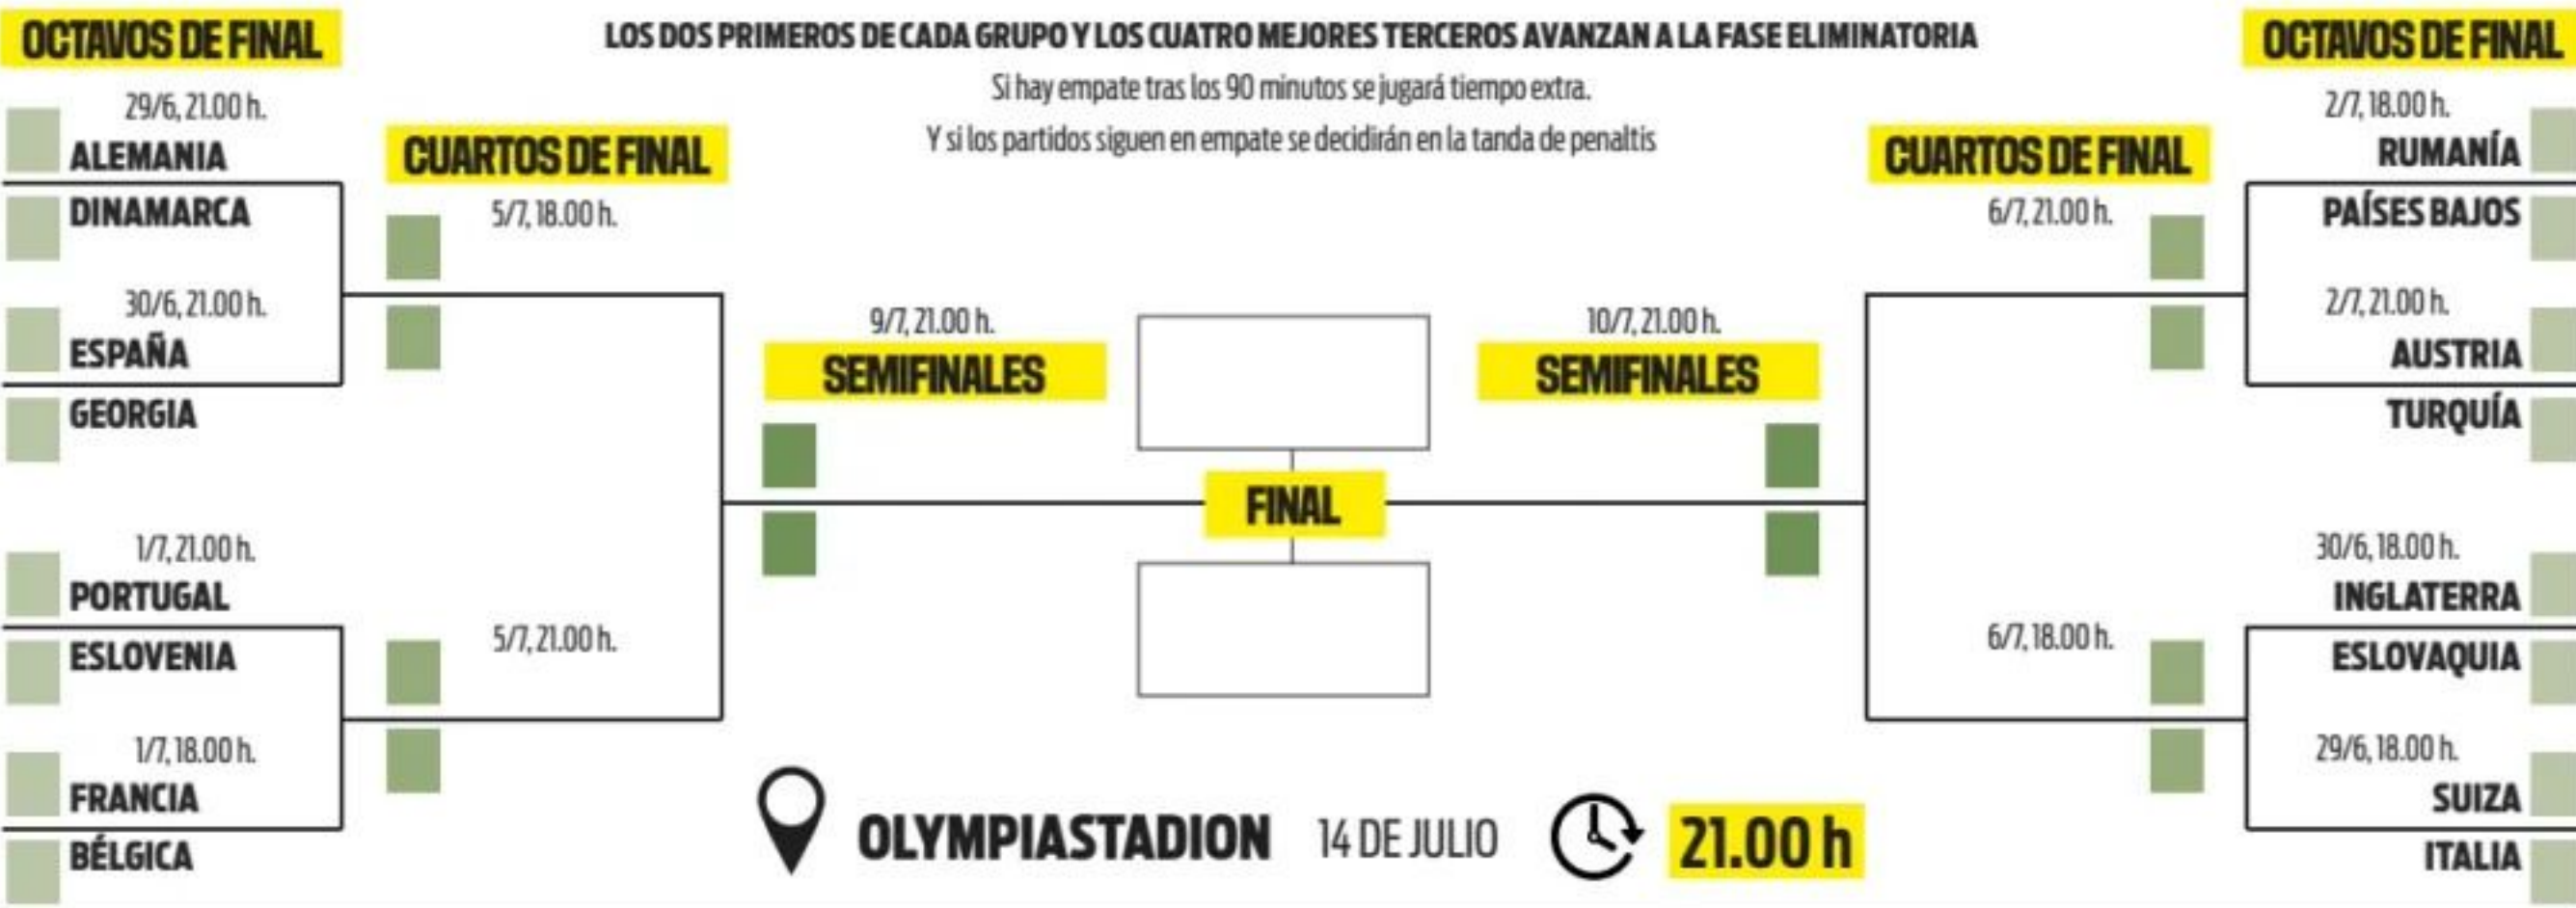 OCTAVOS DE FINAL
LOS DOS PRIMEROS DE CADA GRUPO Y LOS CUATRO MEJORES TERCEROS AVANZAN A LA FASE ELIMINATORIA
Si hay empate tras los 90 minutos se jugará tiempo extra.
Y si los partidos siguen en empate se decidirán en la tanda de penaltis
29/6, 21.00 h.
ALEMANIA
DINAMARCA
30/6, 21.00 h.
ESPAÑA
GEORGIA
1/7, 21.00 h.
PORTUGAL
ESLOVENIA
1/7, 18.00 h.
FRANCIA
BÉLGICA
CUARTOS DE FINAL
5/7, 18.00 h.
5/7, 21.00 h.
9/7, 21.00 h.
SEMIFINALES
FINAL
10/7, 21.00 h.
SEMIFINALES
CUARTOS DE FINAL
6/7, 21.00 h.
6/7, 18.00 h.
OCTAVOS DE FINAL
2/7, 18.00 h.
RUMANÍA
PAÍSES BAJOS
2/7, 21.00 h.
AUSTRIA
TURQUÍA
30/6, 18.00 h.
INGLATERRA
ESLOVAQUIA
29/6, 18.00 h.
SUIZA
ITALIA
OLYMPIASTADION 14 DE JULIO 21.00 h